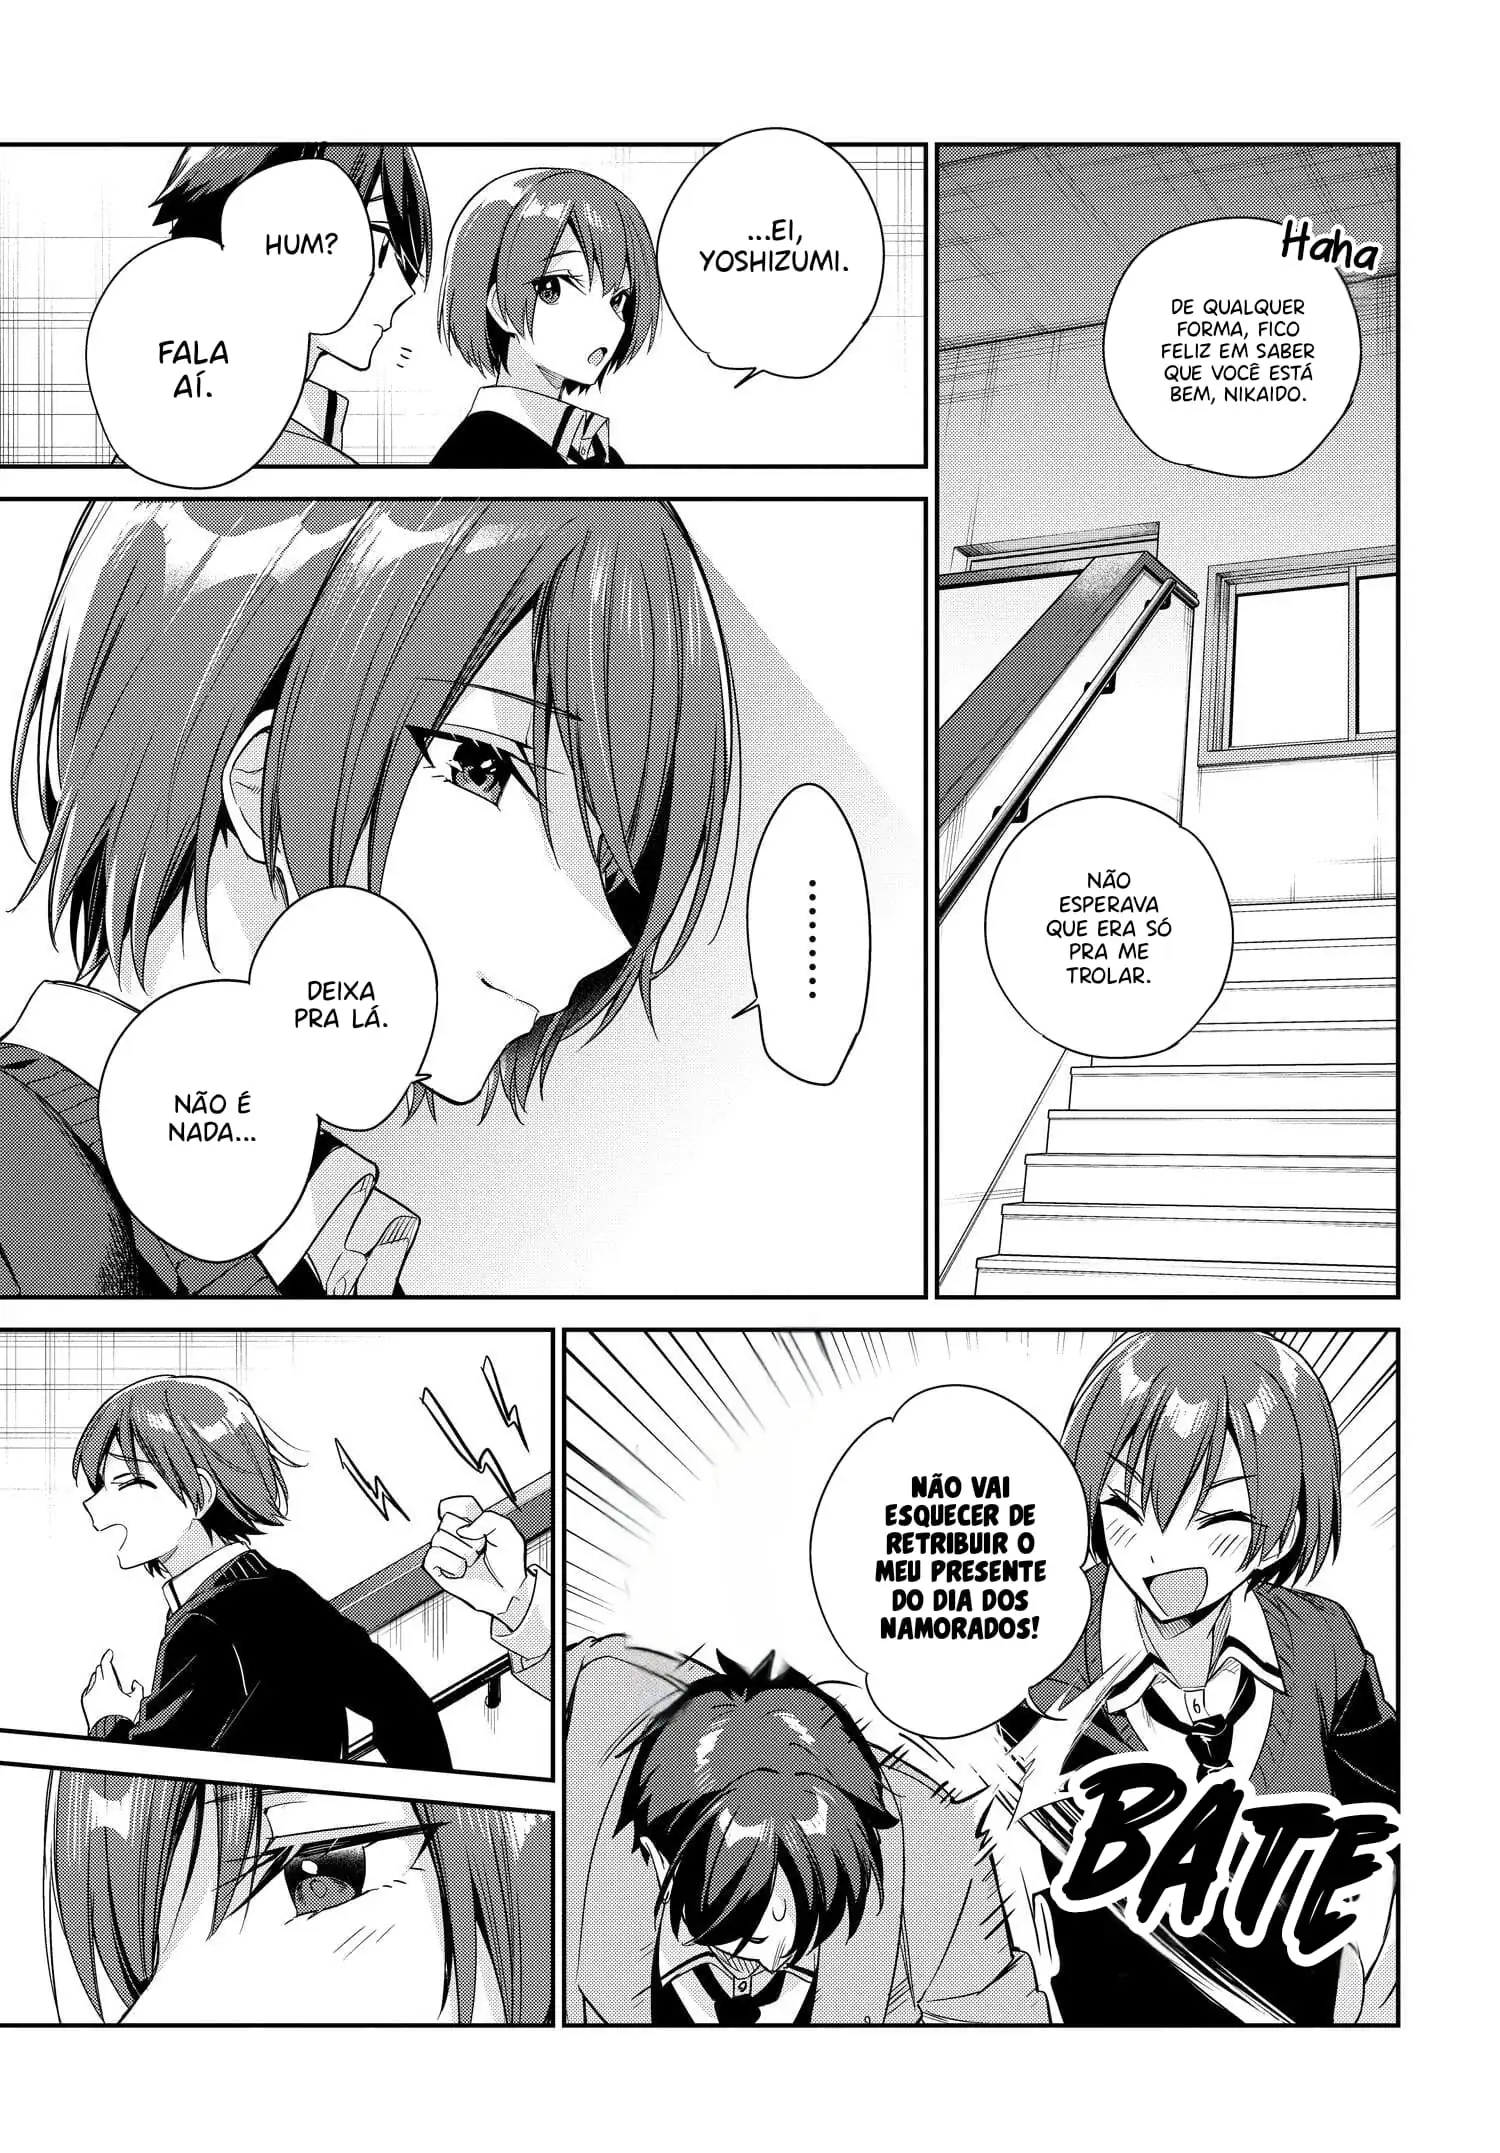 Haha
DE QUALQUER
FORMA, FICO
FELIZ EM SABER
QUE VOCÊ ESTÁ
BEM, NIKAIDO.
NÃO
ESPERAVA
QUE ERA SÓ
PRA ME
TROLAR.
...EI,
YOSHIZUMI.
HUM?
FALA
AÍ.
.........
DEIXA
PRA LÁ.
NÃO É
NADA...
NÃO VAI
ESQUECER DE
RETRIBUIR O
MEU PRESENTE
DO DIA DOS
NAMORADOS!
BATE